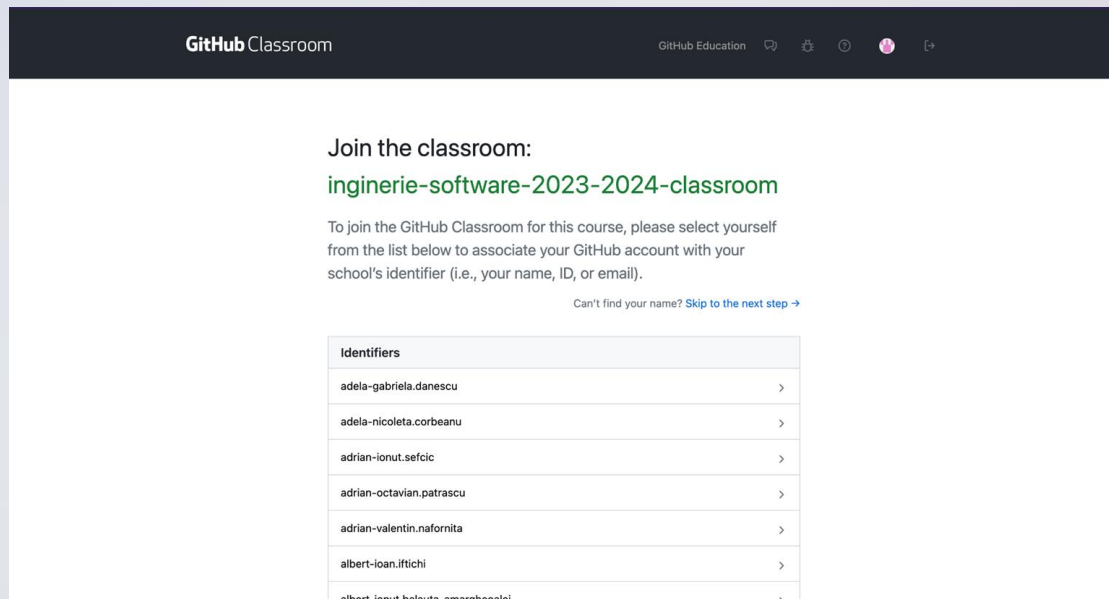 GitHub Classroom
GitHub Education
Join the classroom:
inginerie-software-2023-2024-classroom
To join the GitHub Classroom for this course, please select yourself
from the list below to associate your GitHub account with your
school's identifier (i.e., your name, ID, or email).
Can't find your name? Skip to the next step →
Identifiers
adela-gabriela.danescu
adela-nicoleta.corbeanu
adrian-ionut.sefcic
adrian-octavian.patrascu
adrian-valentin.nafornita
albert-ioan.iftichi